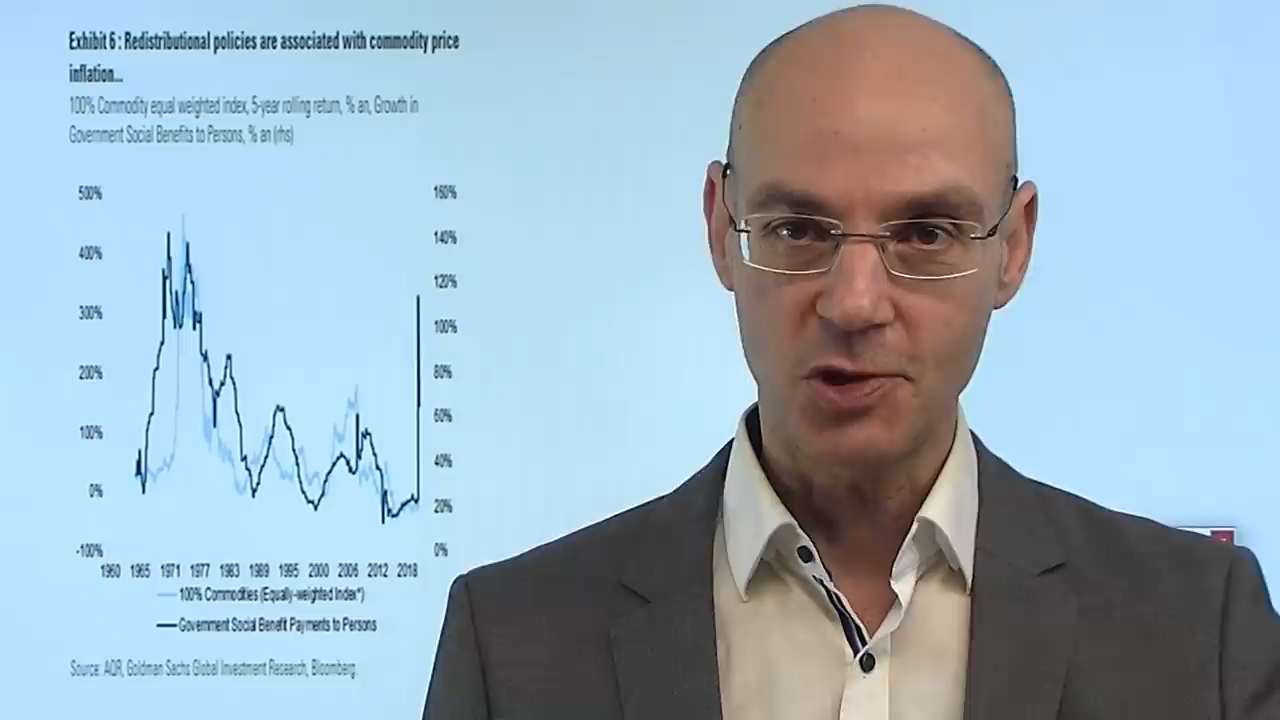 Exhibit 6 : Redistributional policies are associated with commodity price
inflation...
100% Commodity equal weighted index, 5-year rolling return, % an, Growth in
Government Social Benefits to Persons, % an (rhs)
500% 160%
400% 140%
300% 120%
200% 100%
100% 80%
0% 60%
-100% 40%
20%
0%
1960 1965 1971 1977 1983 1989 1995 2000 2006 2012 2018
100% Commodities (Equally-weighted Index*)
Government Social Benefit Payments to Persons
Source: AQR, Goldman Sachs Global Investment Research, Bloomberg.